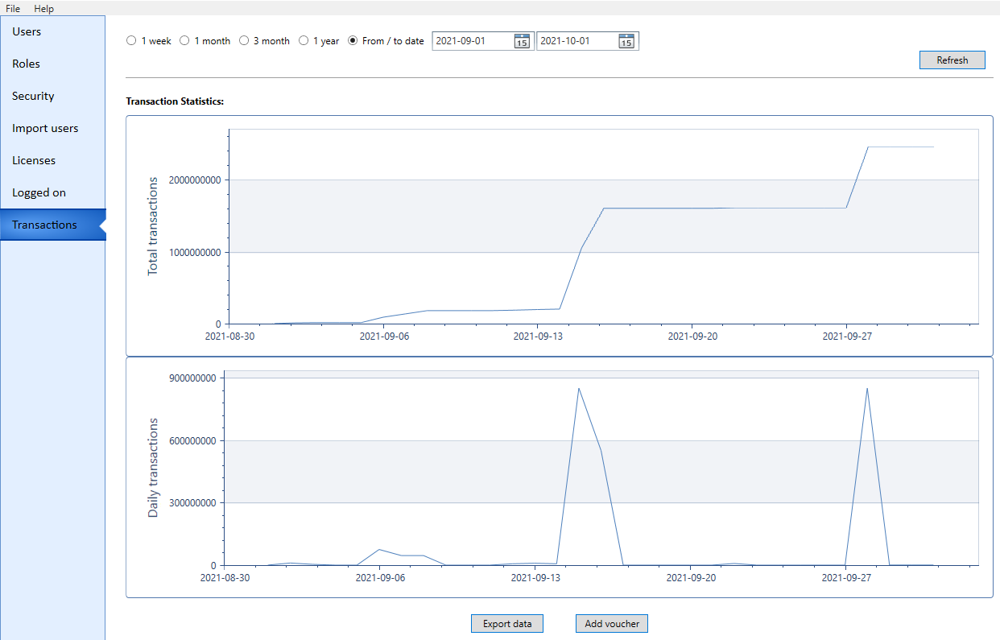 File Help
Users
Roles
Security
Import users
Licenses
Logged on
Transactions
1 week 1 month 3 month 1 year From / to date 2021-09-01 15 2021-10-01 15
Refresh
Transaction Statistics:
Total transactions
2000000000
1000000000
0
2021-08-30 2021-09-06 2021-09-13 2021-09-20 2021-09-27
Daily transactions
900000000
600000000
300000000
0
2021-08-30 2021-09-06 2021-09-13 2021-09-20 2021-09-27
Export data Add voucher